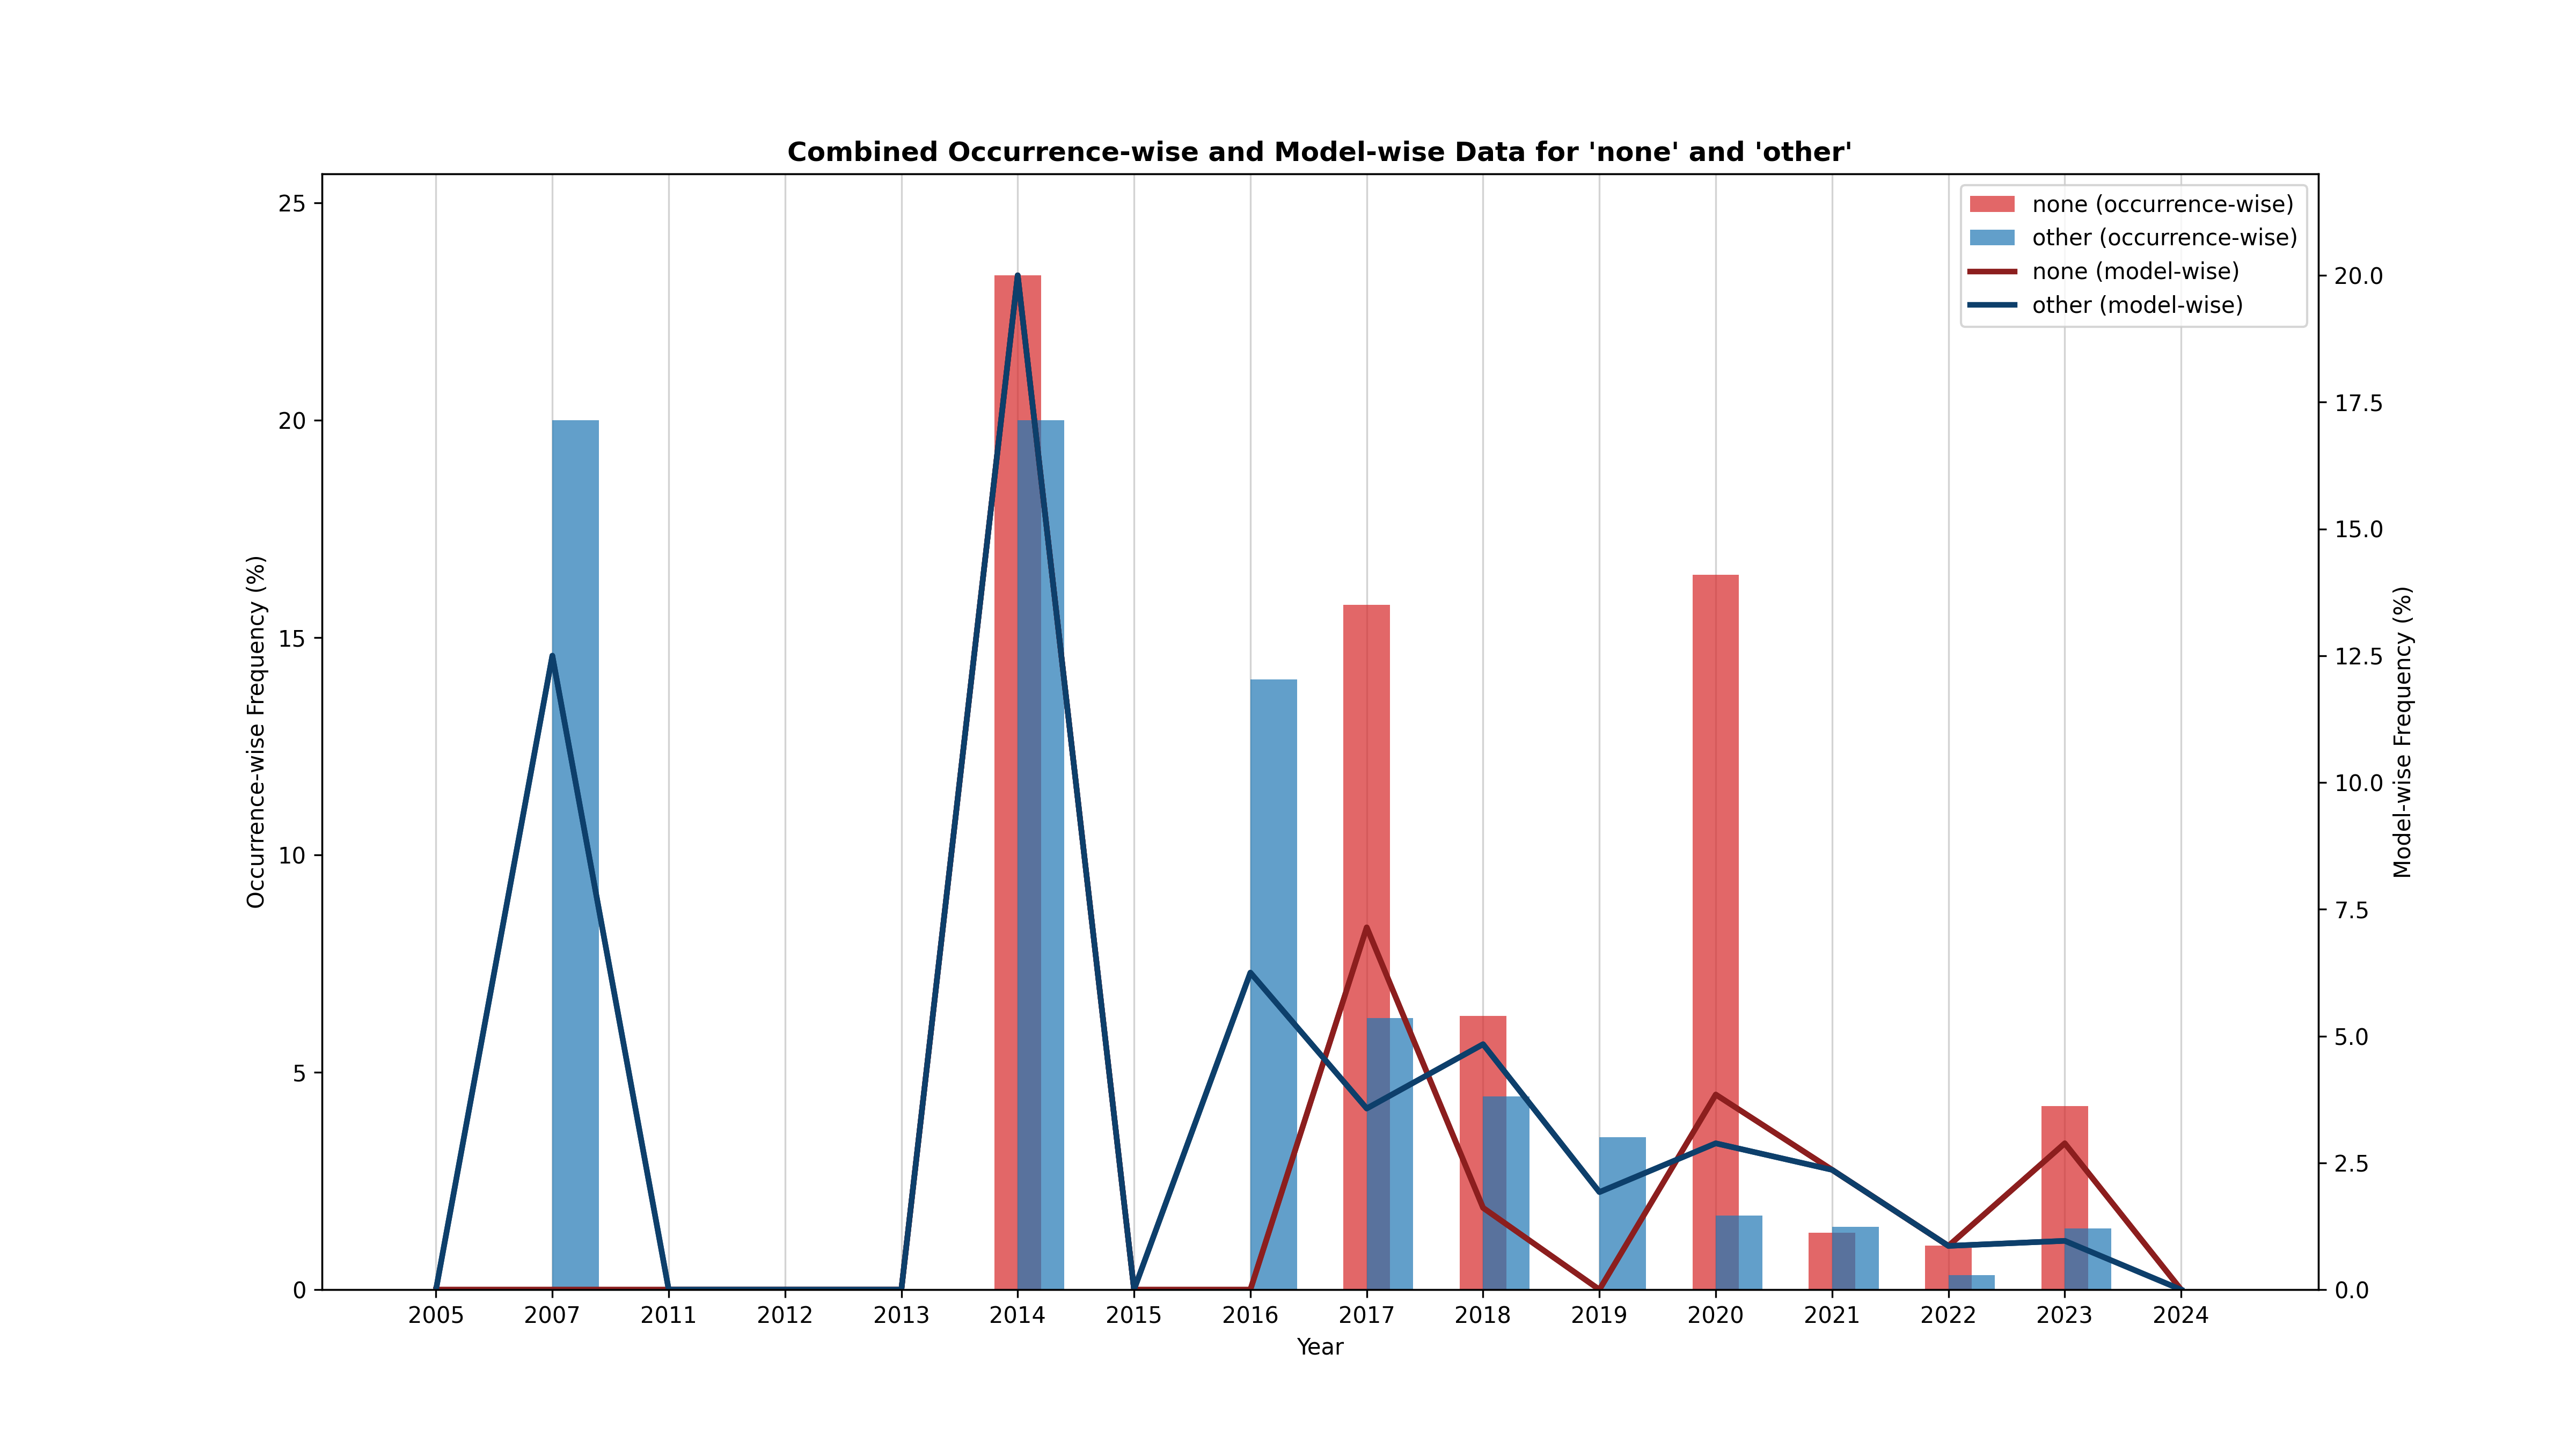 Combined Occurrence-wise and Model-wise Data for 'none' and 'other'
none (occurrence-wise)
other (occurrence-wise)
none (model-wise)
other (model-wise)
Occurrence-wise Frequency (%)
25
20
15
10
5
0
Model-wise Frequency (%)
20.0
17.5
15.0
12.5
10.0
7.5
5.0
2.5
0.0
2005 2007 2011 2012 2013 2014 2015 2016 2017 2018 2019 2020 2021 2022 2023 2024
Year